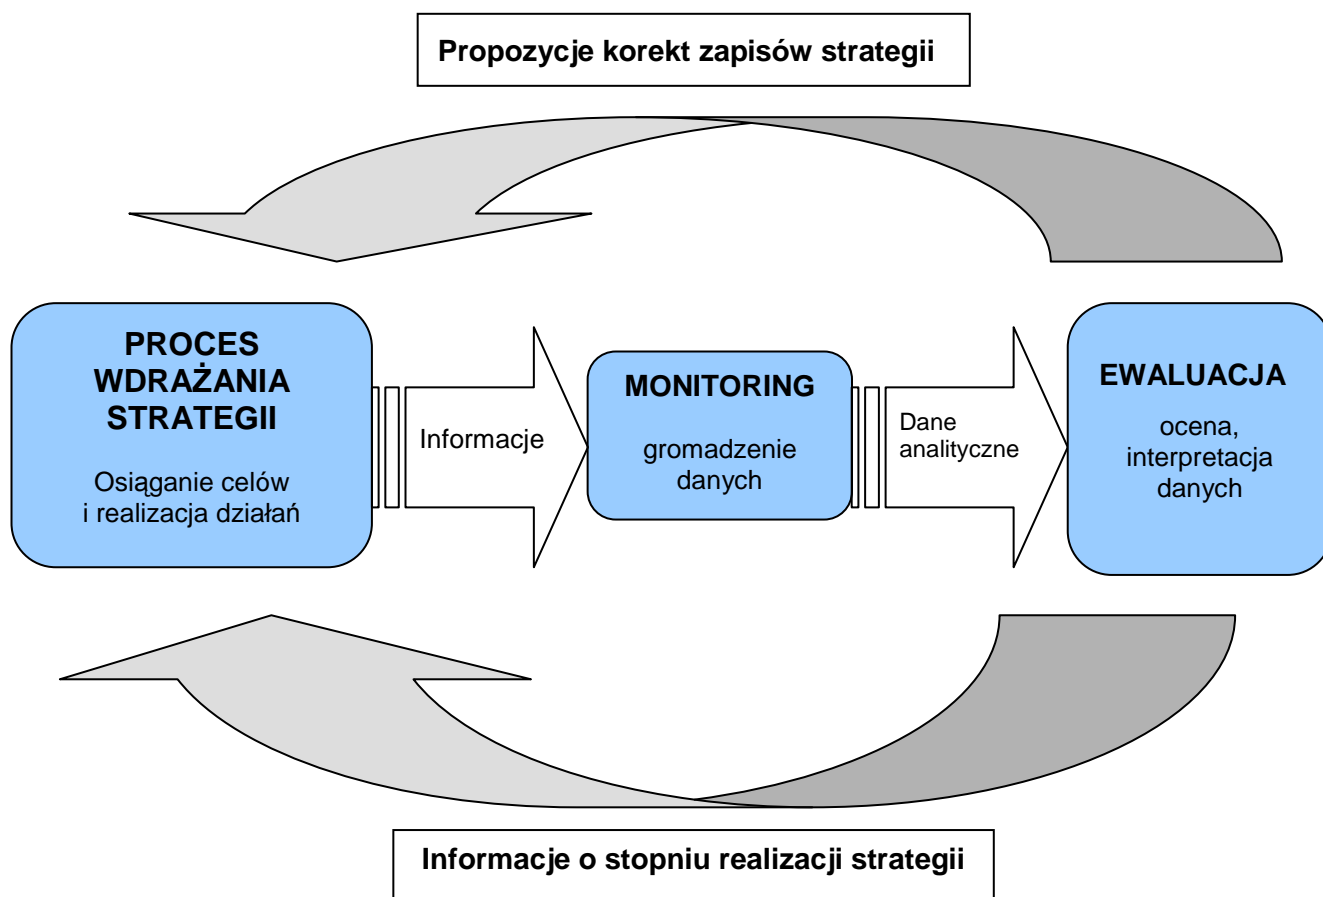 Propozycje korekt zapisów strategii
PROCES
WDRAŻANIA
STRATEGII
Osiąganie celów
i realizacja działań
Informacje
MONITORING
gromadzenie
danych
Dane
analityczne
EWALUACJA
ocena,
interpretacja
danych
Informacje o stopniu realizacji strategii